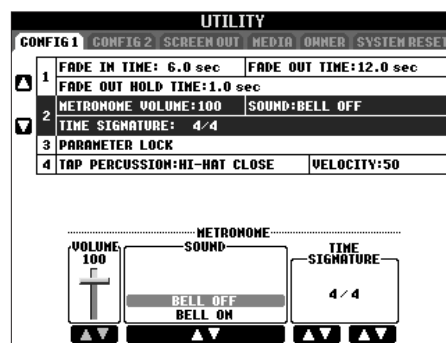 UTILITY
CONFIG 1 CONFIG 2 SCREEN OUT MEDIA OWNER SYSTEM RESET
1 FADE IN TIME: 6.0 sec FADE OUT TIME:12.0 sec
FADE OUT HOLD TIME:1.0 sec
2 METRONOME VOLUME:100 SOUND:BELL OFF
TIME SIGNATURE: 4/4
3 PARAMETER LOCK
4 TAP PERCUSSION:HI-HAT CLOSE VELOCITY:50
METRONOME
VOLUME SOUND TIME SIGNATURE
100
4/4
BELL OFF
BELL ON